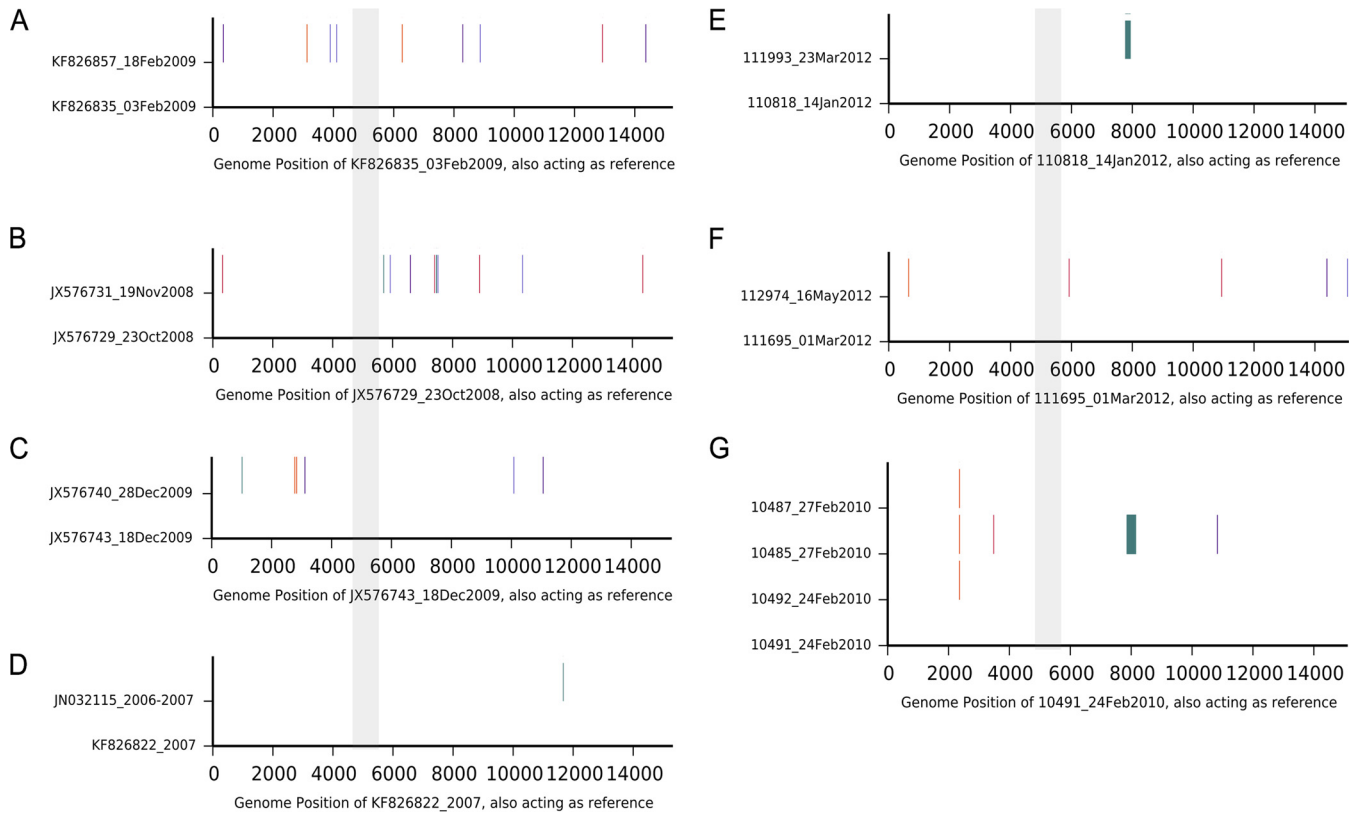 A
KF826857_18Feb2009
KF826835_03Feb2009
0 2000 4000 6000 8000 10000 12000 14000
Genome Position of KF826835_03Feb2009, also acting as reference
B
JX576731_19Nov2008
JX576729_23Oct2008
0 2000 4000 6000 8000 10000 12000 14000
Genome Position of JX576729_23Oct2008, also acting as reference
C
JX576740_28Dec2009
JX576743_18Dec2009
0 2000 4000 6000 8000 10000 12000 14000
Genome Position of JX576743_18Dec2009, also acting as reference
D
JN032115_2006-2007
KF826822_2007
0 2000 4000 6000 8000 10000 12000 14000
Genome Position of KF826822_2007, also acting as reference
E
111993_23Mar2012
110818_14Jan2012
0 2000 4000 6000 8000 10000 12000 14000
Genome Position of 110818_14Jan2012, also acting as reference
F
112974_16May2012
111695_01Mar2012
0 2000 4000 6000 8000 10000 12000 14000
Genome Position of 111695_01Mar2012, also acting as reference
G
10487_27Feb2010
10485_27Feb2010
10492_24Feb2010
10491_24Feb2010
0 2000 4000 6000 8000 10000 12000 14000
Genome Position of 10491_24Feb2010, also acting as reference